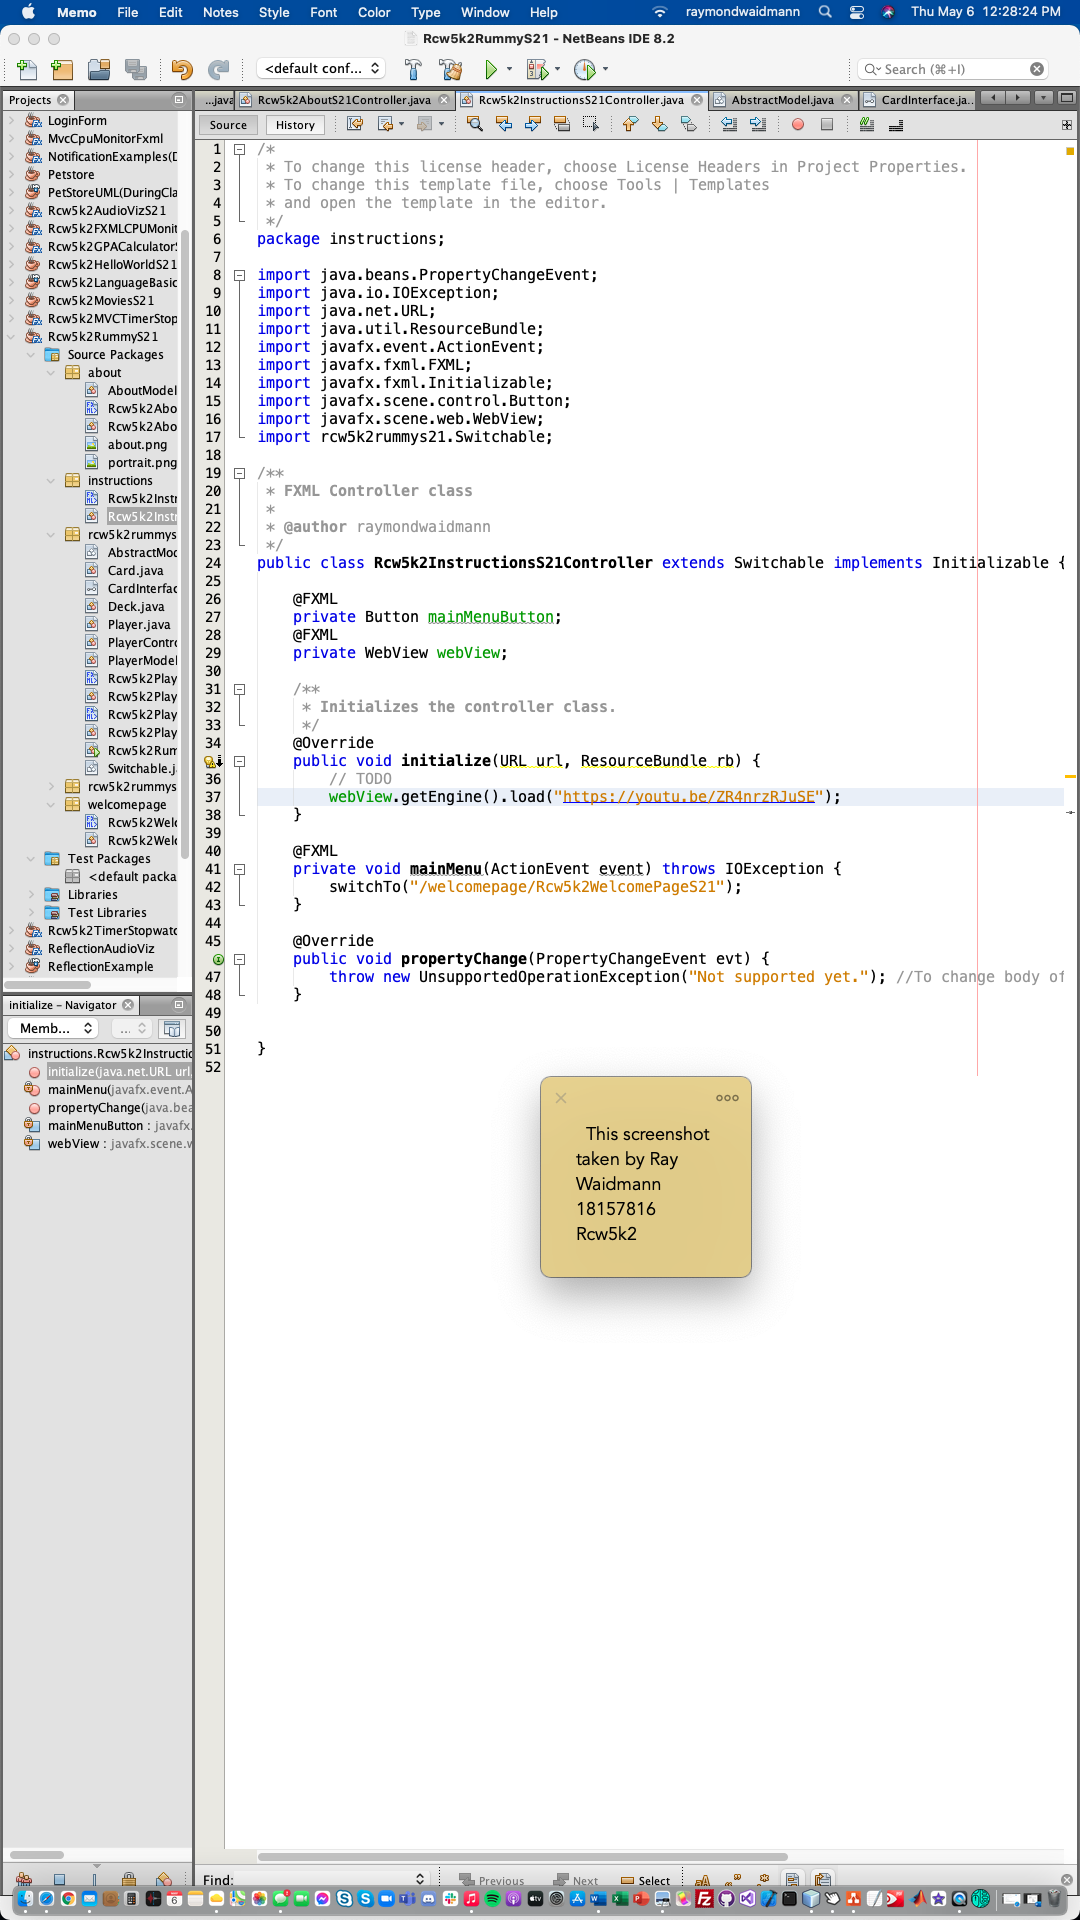 Memo File Edit Notes Style Font Color Type Window Help raymondwaidmann Thu May 6 12:28:24 PM
Rcw5k2RummyS21 - NetBeans IDE 8.2
<default conf... Search (⌘+I)
Projects ...java Rcw5k2AboutS21Controller.java Rcw5k2InstructionsS21Controller.java AbstractModel.java CardInterface.ja...
Source History
LoginForm
MvcCpuMonitorFxml
NotificationExamples(D
Petstore
PetStoreUML(DuringCla
Rcw5k2AudioVizS21
Rcw5k2FXMLCPUMonit
Rcw5k2GPACalculatorS
Rcw5k2HelloWorldS21
Rcw5k2LanguageBasic
Rcw5k2MoviesS21
Rcw5k2MVCTimerStop
Rcw5k2RummyS21
Source Packages
about
AboutModel
Rcw5k2Abo
Rcw5k2Abo
about.png
portrait.png
instructions
Rcw5k2Instr
Rcw5k2Instr
rcw5k2rummys
AbstractMod
Card.java
CardInterfac
Deck.java
Player.java
PlayerContro
PlayerModel
Rcw5k2Play
Rcw5k2Play
Rcw5k2Play
Rcw5k2Play
Rcw5k2Rum
Switchable.j
rcw5k2rummys
welcomepage
Rcw5k2Welc
Rcw5k2Welc
Test Packages
<default packa
Libraries
Test Libraries
Rcw5k2TimerStopwatc
ReflectionAudioViz
ReflectionExample
initialize - Navigator
Memb... ...
instructions.Rcw5k2Instructio
initialize(java.net.URL url,
mainMenu(javafx.event.A
propertyChange(java.bea
mainMenuButton : javafx.
webView : javafx.scene.w
1 /*
2 * To change this license header, choose License Headers in Project Properties.
3 * To change this template file, choose Tools | Templates
4 * and open the template in the editor.
5 */
6 package instructions;
7
8 import java.beans.PropertyChangeEvent;
9 import java.io.IOException;
10 import java.net.URL;
11 import java.util.ResourceBundle;
12 import javafx.event.ActionEvent;
13 import javafx.fxml.FXML;
14 import javafx.fxml.Initializable;
15 import javafx.scene.control.Button;
16 import javafx.scene.web.WebView;
17 import rcw5k2rummys21.Switchable;
18
19 /**
20 * FXML Controller class
21 *
22 * @author raymondwaidmann
23 */
24 public class Rcw5k2InstructionsS21Controller extends Switchable implements Initializable {
25
26 @FXML
27 private Button mainMenuButton;
28 @FXML
29 private WebView webView;
30
31 /**
32 * Initializes the controller class.
33 */
34 @Override
public void initialize(URL url, ResourceBundle rb) {
36 // TODO
37 webView.getEngine().load("https://youtu.be/ZR4nrzRJuSE");
38 }
39
40 @FXML
41 private void mainMenu(ActionEvent event) throws IOException {
42 switchTo("/welcomepage/Rcw5k2WelcomePageS21");
43 }
44
45 @Override
public void propertyChange(PropertyChangeEvent evt) {
47 throw new UnsupportedOperationException("Not supported yet."); //To change body of
48 }
49
50
51 }
52
This screenshot
taken by Ray
Waidmann
18157816
Rcw5k2
Find: Previous Next Select